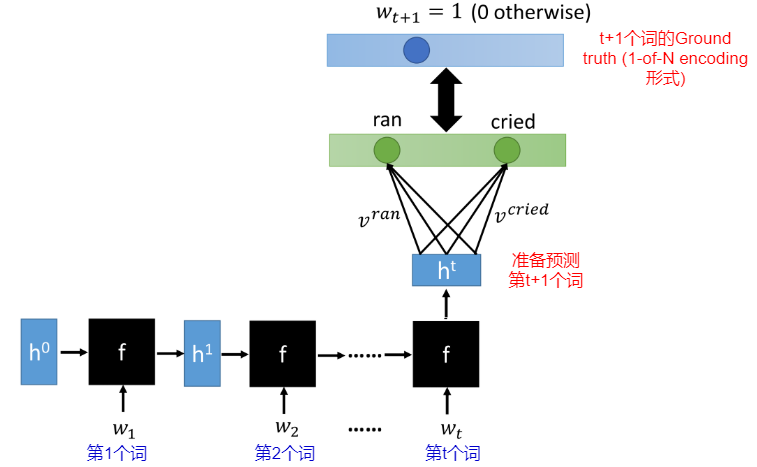 w_{t+1} = 1 (0 otherwise)
t+1个词的Ground
truth (1-of-N encoding
形式)
ran
cried
v^{ran}
v^{cried}
h^t
准备预测
第t+1个词
h^0
f
h^1
f
······
f
w_1
w_2
······
w_t
第1个词
第2个词
第t个词